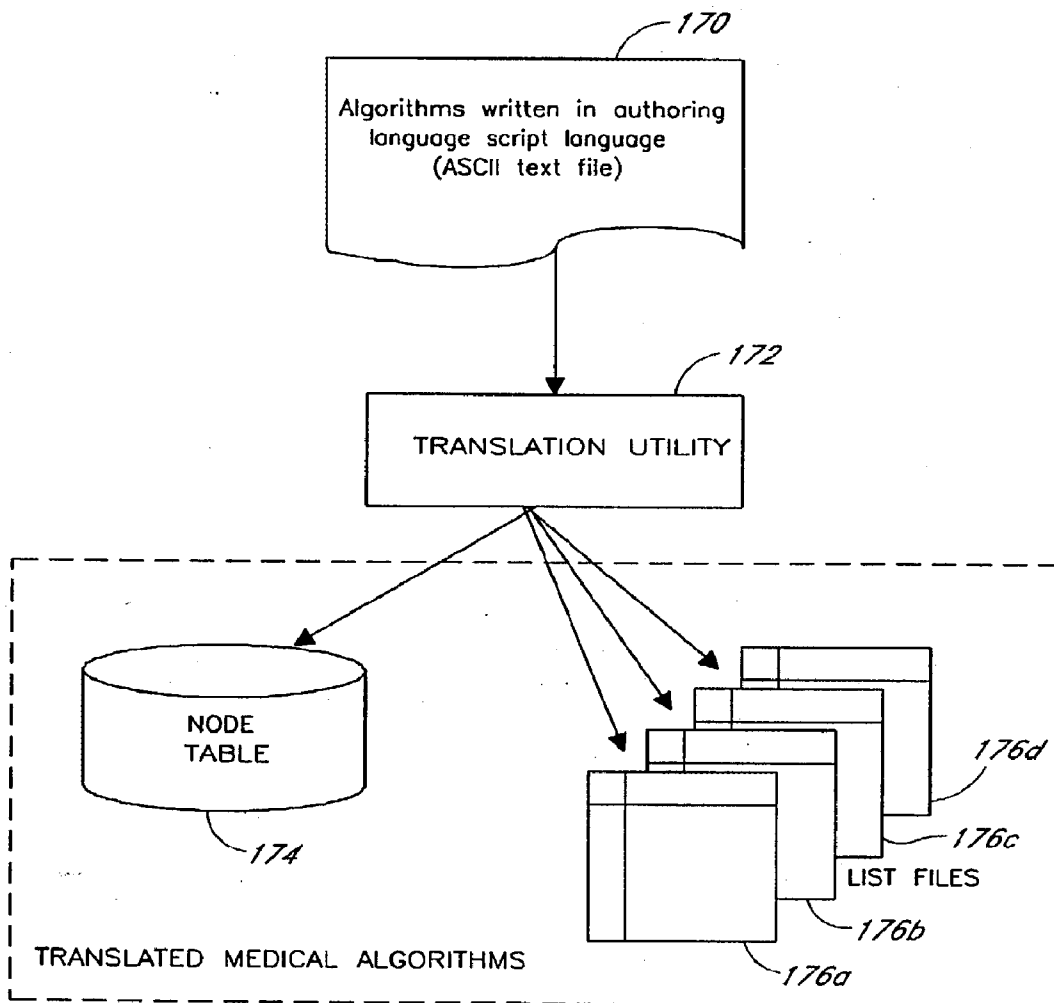 170
Algorithms written in authoring
language script language
(ASCII text file)
172
TRANSLATION UTILITY
NODE
TABLE
174
176d
176c
LIST FILES
176b
176a
TRANSLATED MEDICAL ALGORITHMS